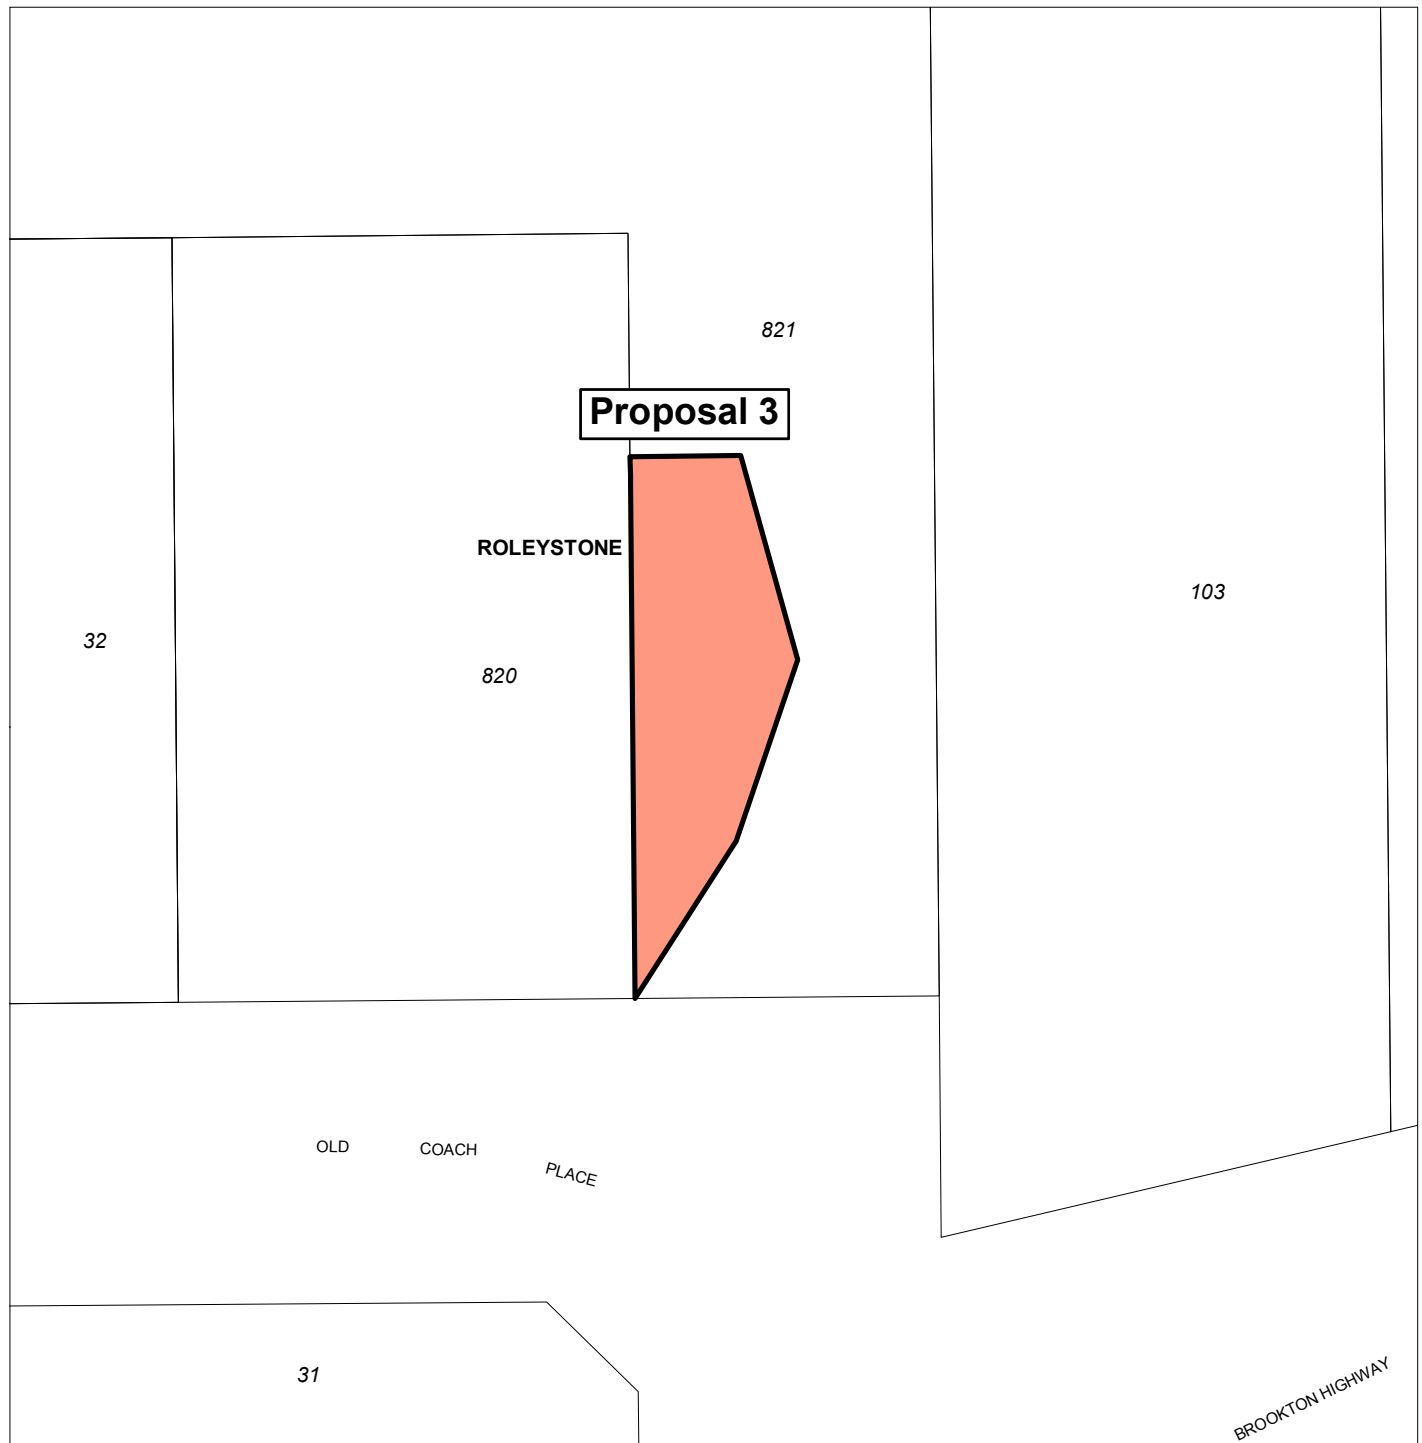 821
Proposal 3
ROLEYSTONE
103
32
820
OLD COACH PLACE
31
BROOKTON HIGHWAY